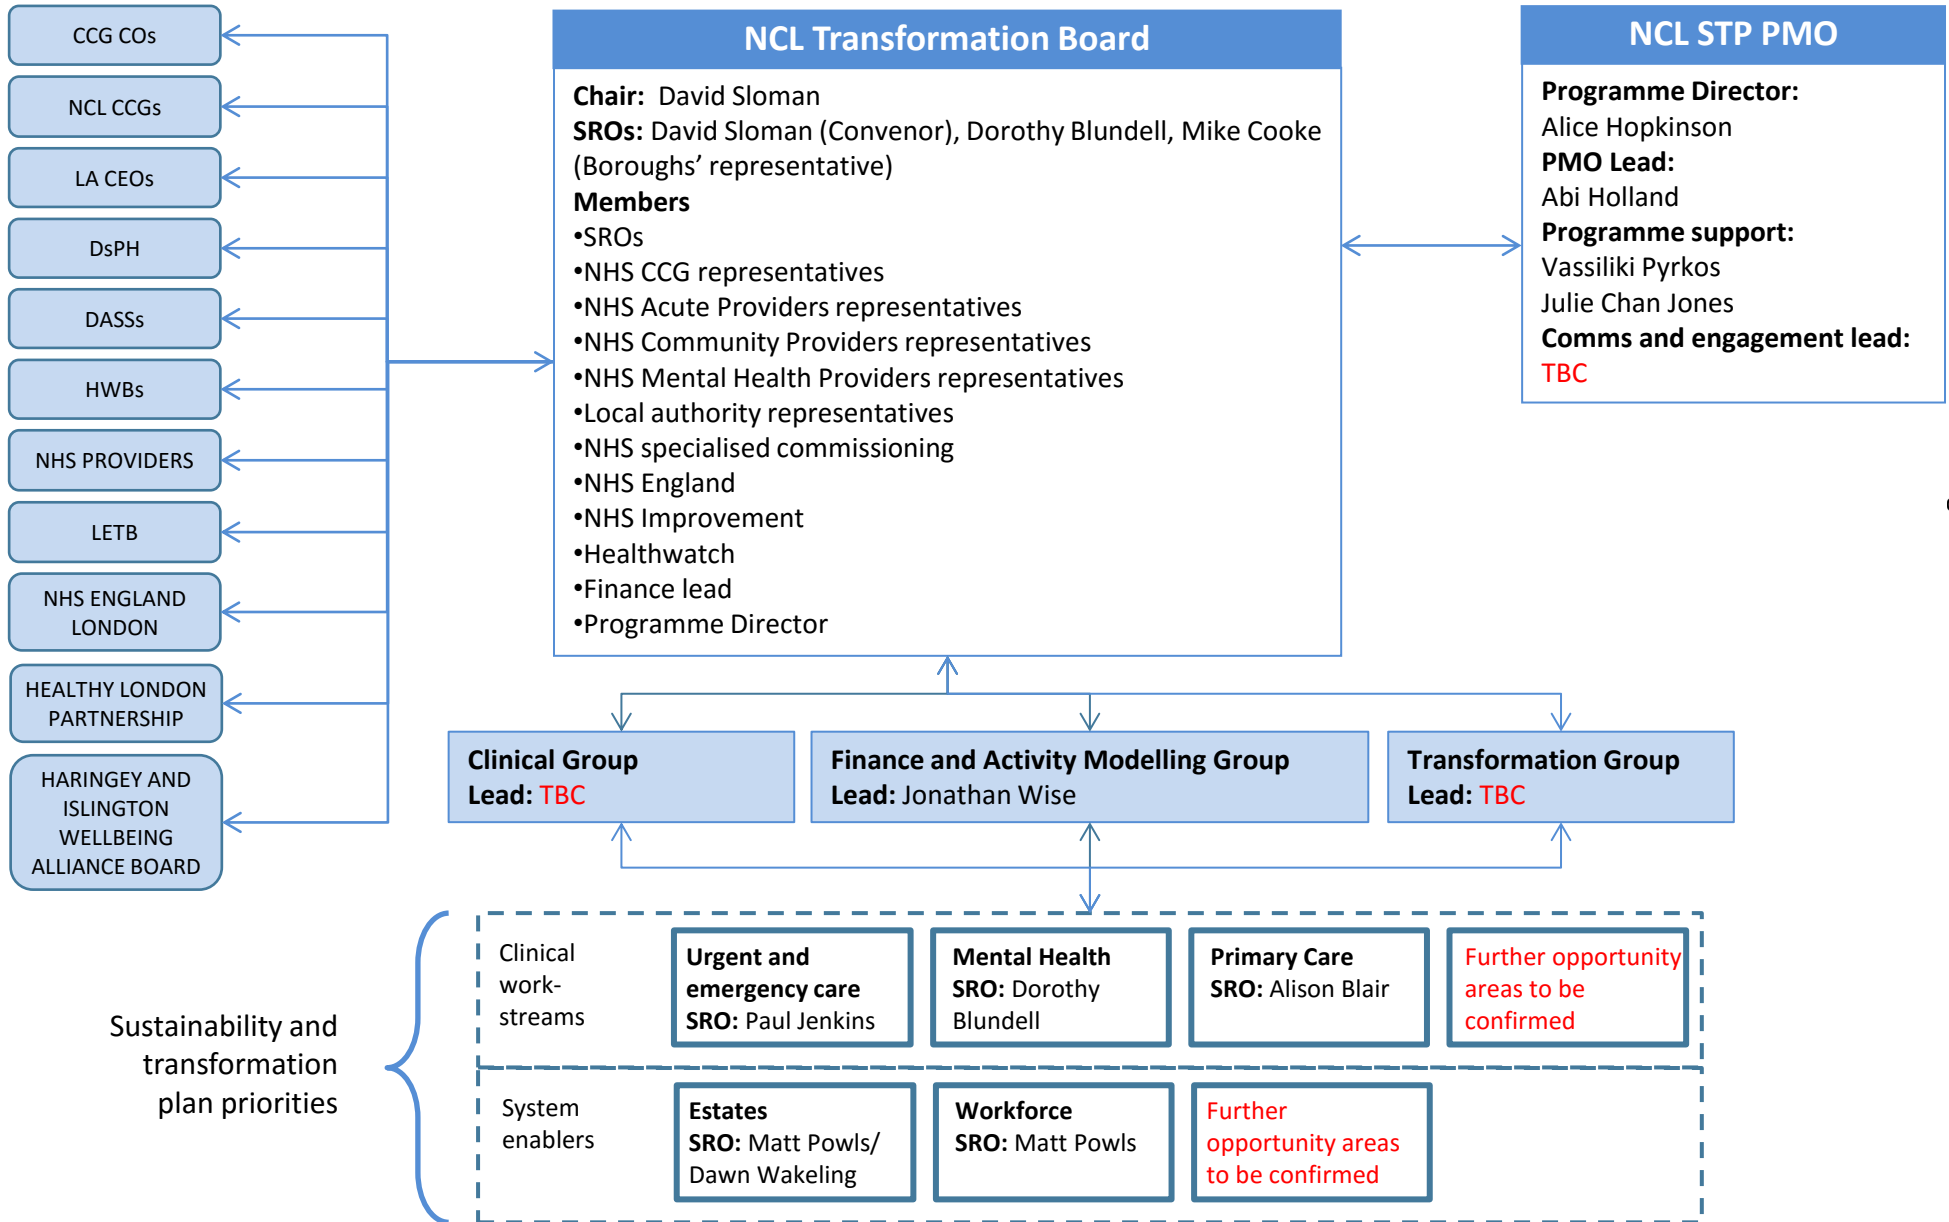 CCG COs
NCL CCGs
LA CEOs
DsPH
DASSs
HWBs
NHS PROVIDERS
LETB
NHS ENGLAND
LONDON
HEALTHY LONDON
PARTNERSHIP
HARINGEY AND
ISLINGTON
WELLBEING
ALLIANCE BOARD
NCL Transformation Board
Chair: David Sloman
SROs: David Sloman (Convenor), Dorothy Blundell, Mike Cooke
(Boroughs’ representative)
Members
•SROs
•NHS CCG representatives
•NHS Acute Providers representatives
•NHS Community Providers representatives
•NHS Mental Health Providers representatives
•Local authority representatives
•NHS specialised commissioning
•NHS England
•NHS Improvement
•Healthwatch
•Finance lead
•Programme Director
NCL STP PMO
Programme Director:
Alice Hopkinson
PMO Lead:
Abi Holland
Programme support:
Vassiliki Pyrkos
Julie Chan Jones
Comms and engagement lead:
TBC
Clinical Group
Lead: TBC
Finance and Activity Modelling Group
Lead: Jonathan Wise
Transformation Group
Lead: TBC
Sustainability and
transformation
plan priorities
Clinical
work-
streams
Urgent and
emergency care
SRO: Paul Jenkins
Mental Health
SRO: Dorothy
Blundell
Primary Care
SRO: Alison Blair
Further opportunity
areas to be
confirmed
System
enablers
Estates
SRO: Matt Powls/
Dawn Wakeling
Workforce
SRO: Matt Powls
Further
opportunity areas
to be confirmed